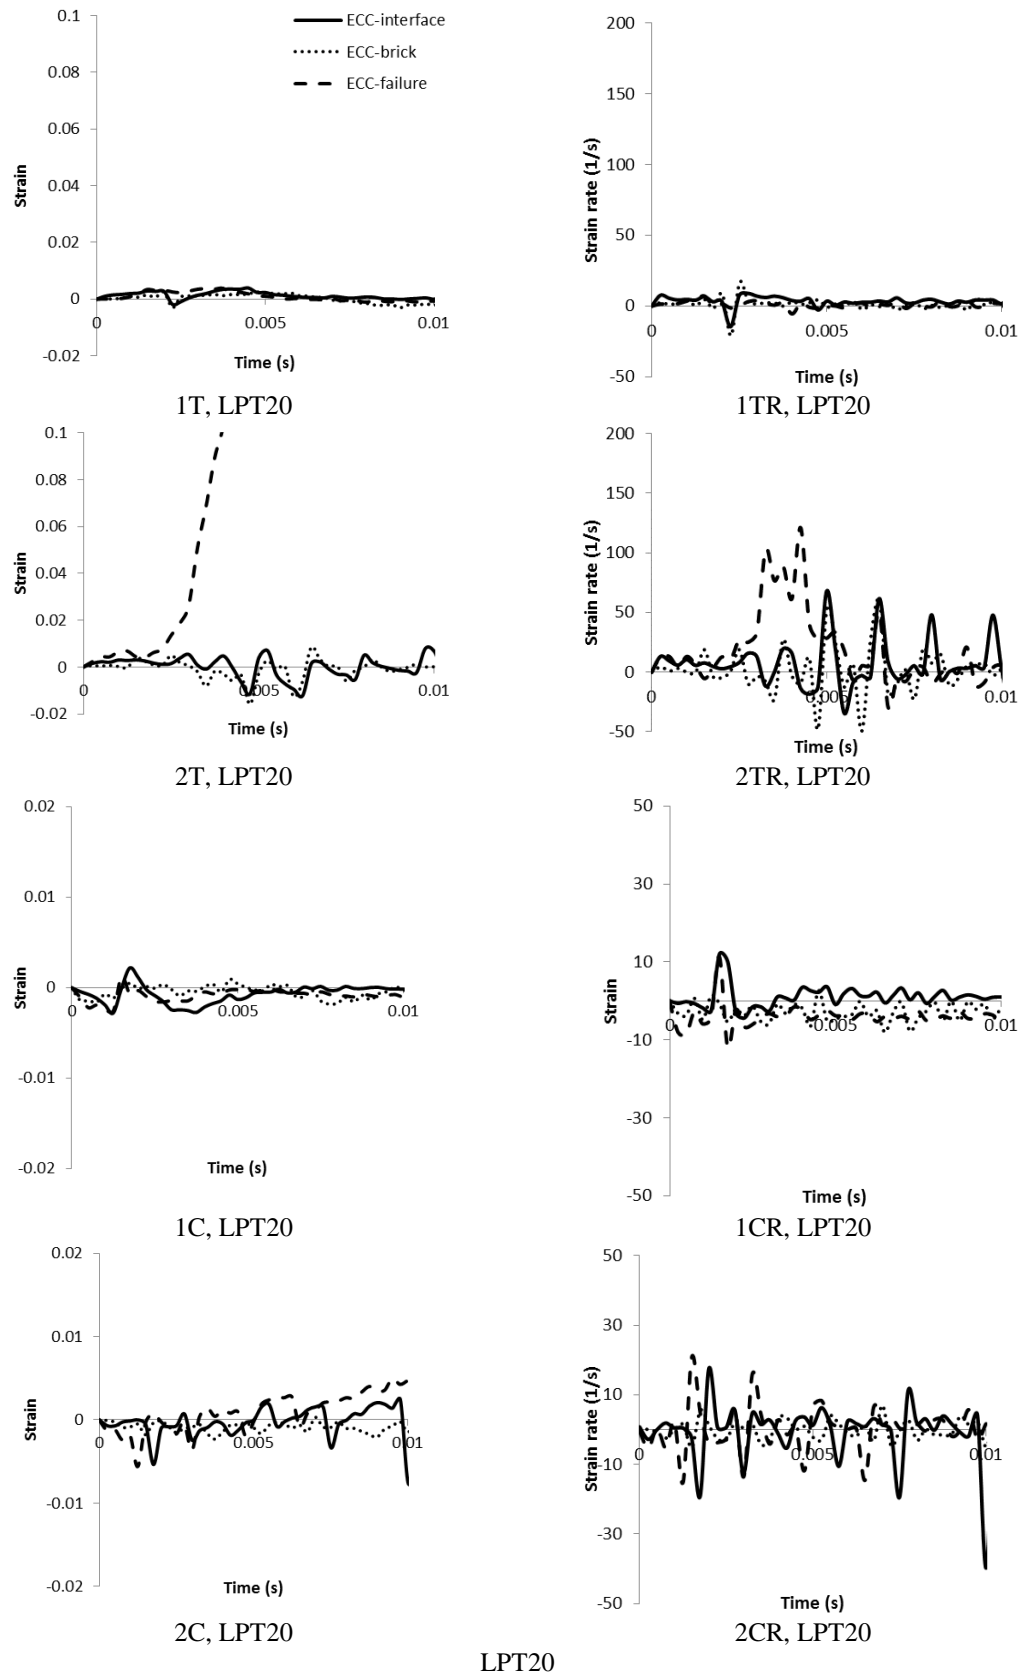 0.1
0.08
0.06
0.04
0.02
0
-0.02
Strain
0
0.005
0.01
Time (s)
ECC-interface
ECC-brick
ECC-failure
1T, LPT20
200
150
100
50
0
-50
Strain rate (1/s)
0
0.005
0.01
Time (s)
1TR, LPT20
0.1
0.08
0.06
0.04
0.02
0
-0.02
Strain
0
0.005
0.01
Time (s)
2T, LPT20
200
150
100
50
0
-50
Strain rate (1/s)
0
0.005
0.01
Time (s)
2TR, LPT20
0.02
0.01
0
-0.01
-0.02
Strain
0
0.005
0.01
Time (s)
1C, LPT20
50
30
10
-10
-30
-50
Strain
0
0.005
0.01
Time (s)
1CR, LPT20
0.02
0.01
0
-0.01
-0.02
Strain
0
0.005
0.01
Time (s)
2C, LPT20
50
30
10
-10
-30
-50
Strain rate (1/s)
0
0.005
0.01
Time (s)
2CR, LPT20
LPT20